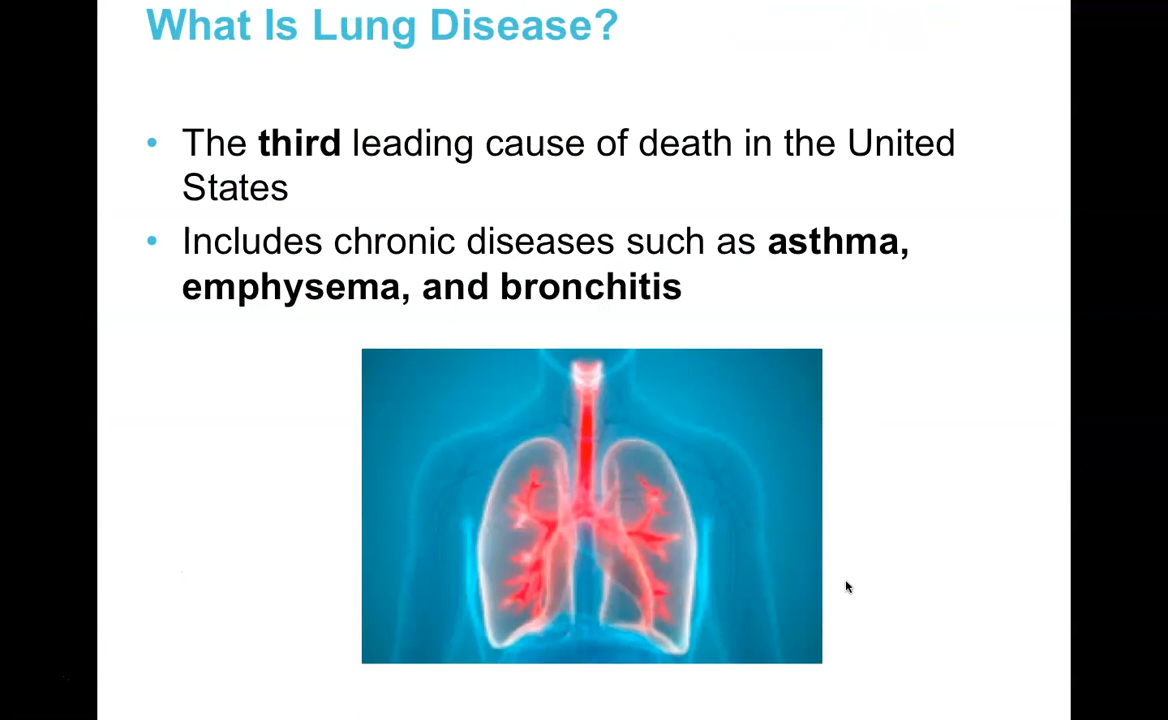 What Is Lung Disease?
• The third leading cause of death in the United
States
• Includes chronic diseases such as asthma,
emphysema, and bronchitis